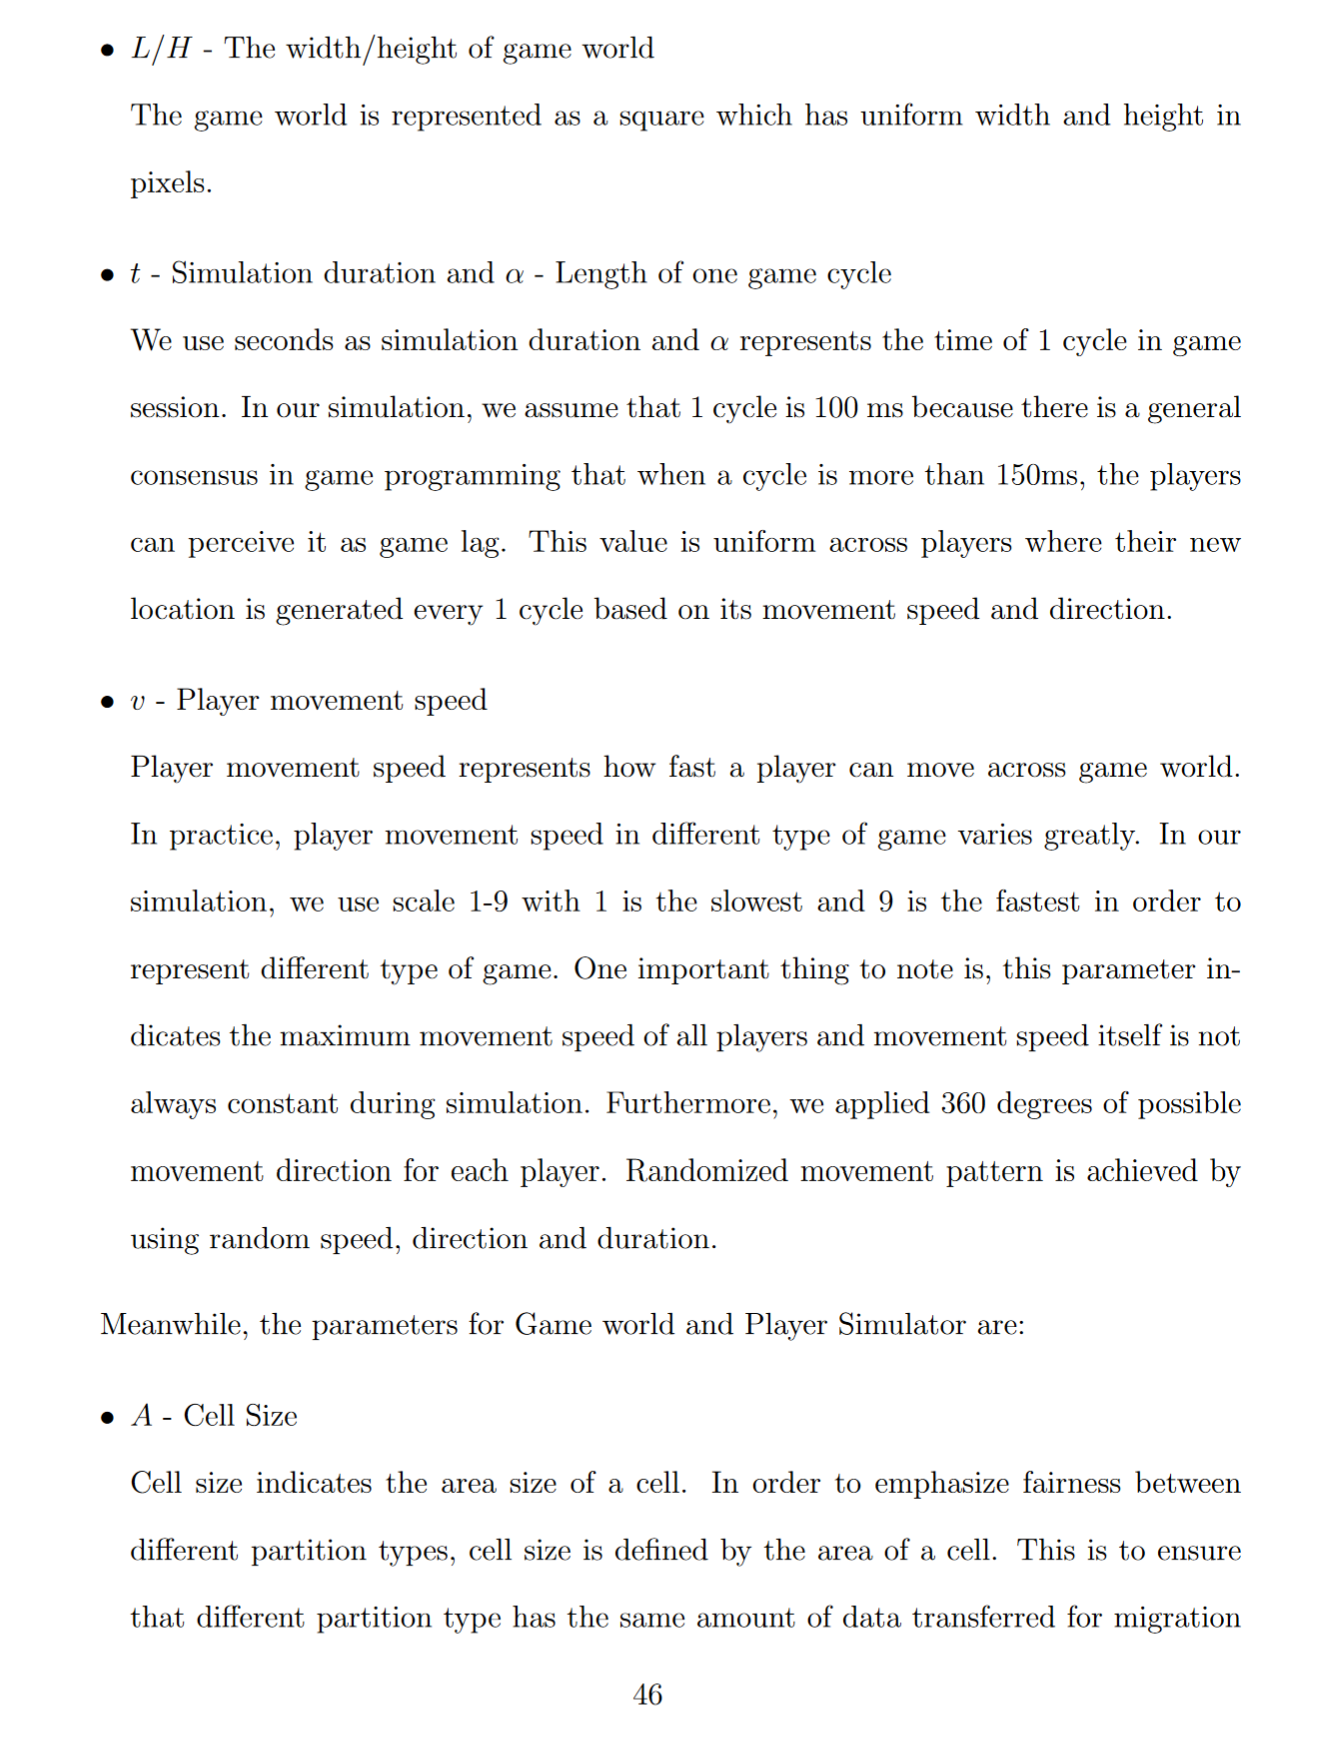 • L/H - The width/height of game world
The game world is represented as a square which has uniform width and height in
pixels.
• t - Simulation duration and α - Length of one game cycle
We use seconds as simulation duration and α represents the time of 1 cycle in game
session. In our simulation, we assume that 1 cycle is 100 ms because there is a general
consensus in game programming that when a cycle is more than 150ms, the players
can perceive it as game lag. This value is uniform across players where their new
location is generated every 1 cycle based on its movement speed and direction.
• v - Player movement speed
Player movement speed represents how fast a player can move across game world.
In practice, player movement speed in different type of game varies greatly. In our
simulation, we use scale 1-9 with 1 is the slowest and 9 is the fastest in order to
represent different type of game. One important thing to note is, this parameter in-
dicates the maximum movement speed of all players and movement speed itself is not
always constant during simulation. Furthermore, we applied 360 degrees of possible
movement direction for each player. Randomized movement pattern is achieved by
using random speed, direction and duration.
Meanwhile, the parameters for Game world and Player Simulator are:
• A - Cell Size
Cell size indicates the area size of a cell. In order to emphasize fairness between
different partition types, cell size is defined by the area of a cell. This is to ensure
that different partition type has the same amount of data transferred for migration
46